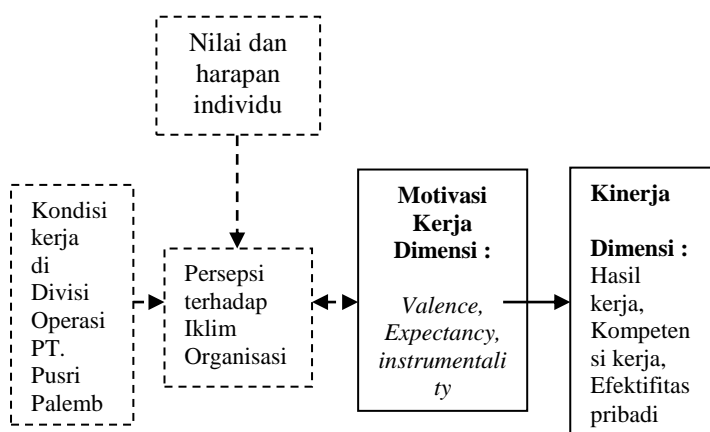 Nilai dan
harapan
individu
Kondisi
kerja
di
Divisi
Operasi
PT.
Pusri
Palemb
Persepsi
terhadap
Iklim
Organisasi
Motivasi
Kerja
Dimensi :
Valence,
Expectancy,
instrumentali
ty
Kinerja
Dimensi :
Hasil
kerja,
Kompeten
si kerja,
Efektifitas
pribadi